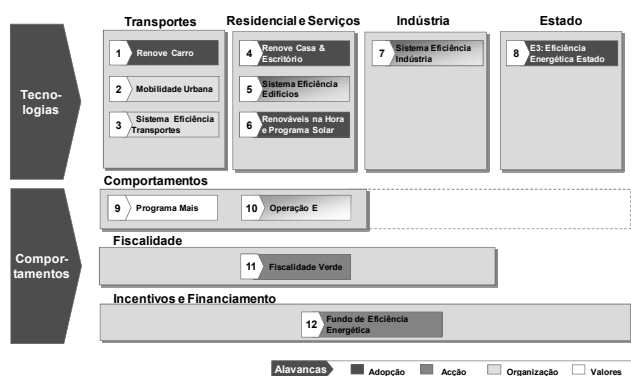 Transportes
Residencial e Serviços
Indústria
Estado
Tecno-
logias
1 Renove Carro
2 Mobilidade Urbana
3 Sistema Eficiência
Transportes
4 Renove Casa &
Escritório
5 Sistema Eficiência
Edifícios
6 Renováveis na Hora
e Programa Solar
7 Sistema Eficiência
Indústria
8 E3: Eficiência
Energética Estado
Compor-
tamentos
Comportamentos
9 Programa Mais
10 Operação E
Fiscalidade
11 Fiscalidade Verde
Incentivos e Financiamento
12 Fundo de Eficiência
Energética
Alavancas Adopção Acção Organização Valores